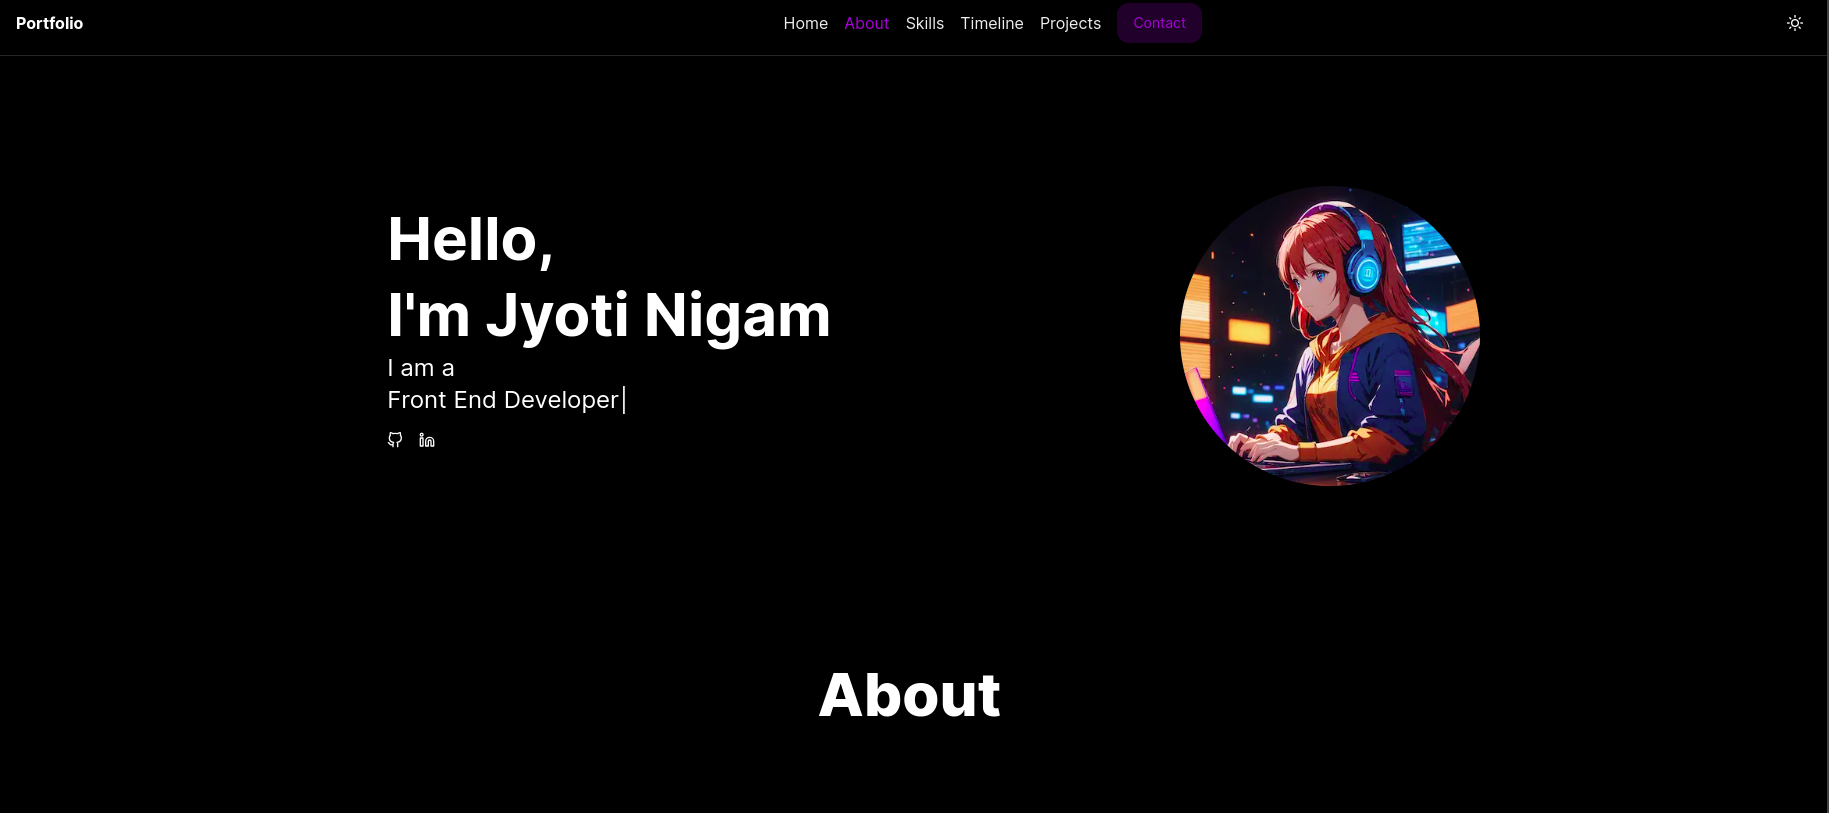 Portfolio
Home About Skills Timeline Projects Contact
Hello,
I'm Jyoti Nigam
I am a
Front End Developer|
About